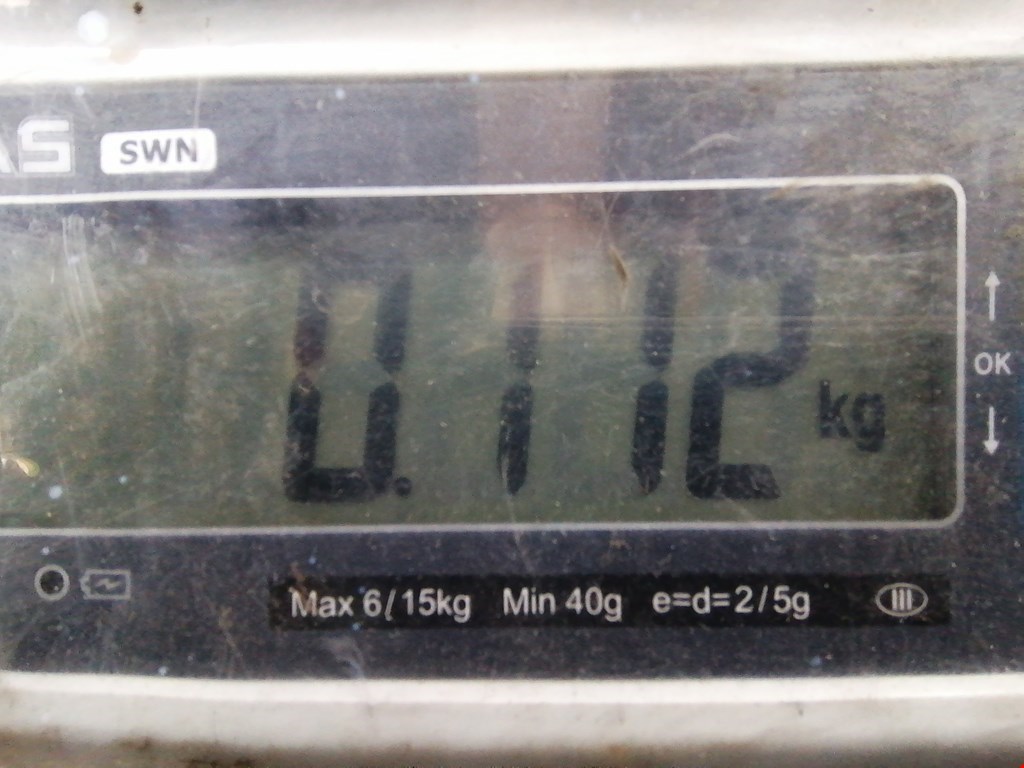 AS SWN
0.112 kg
OK
Max 6/15kg Min 40g e=d=2/5g III